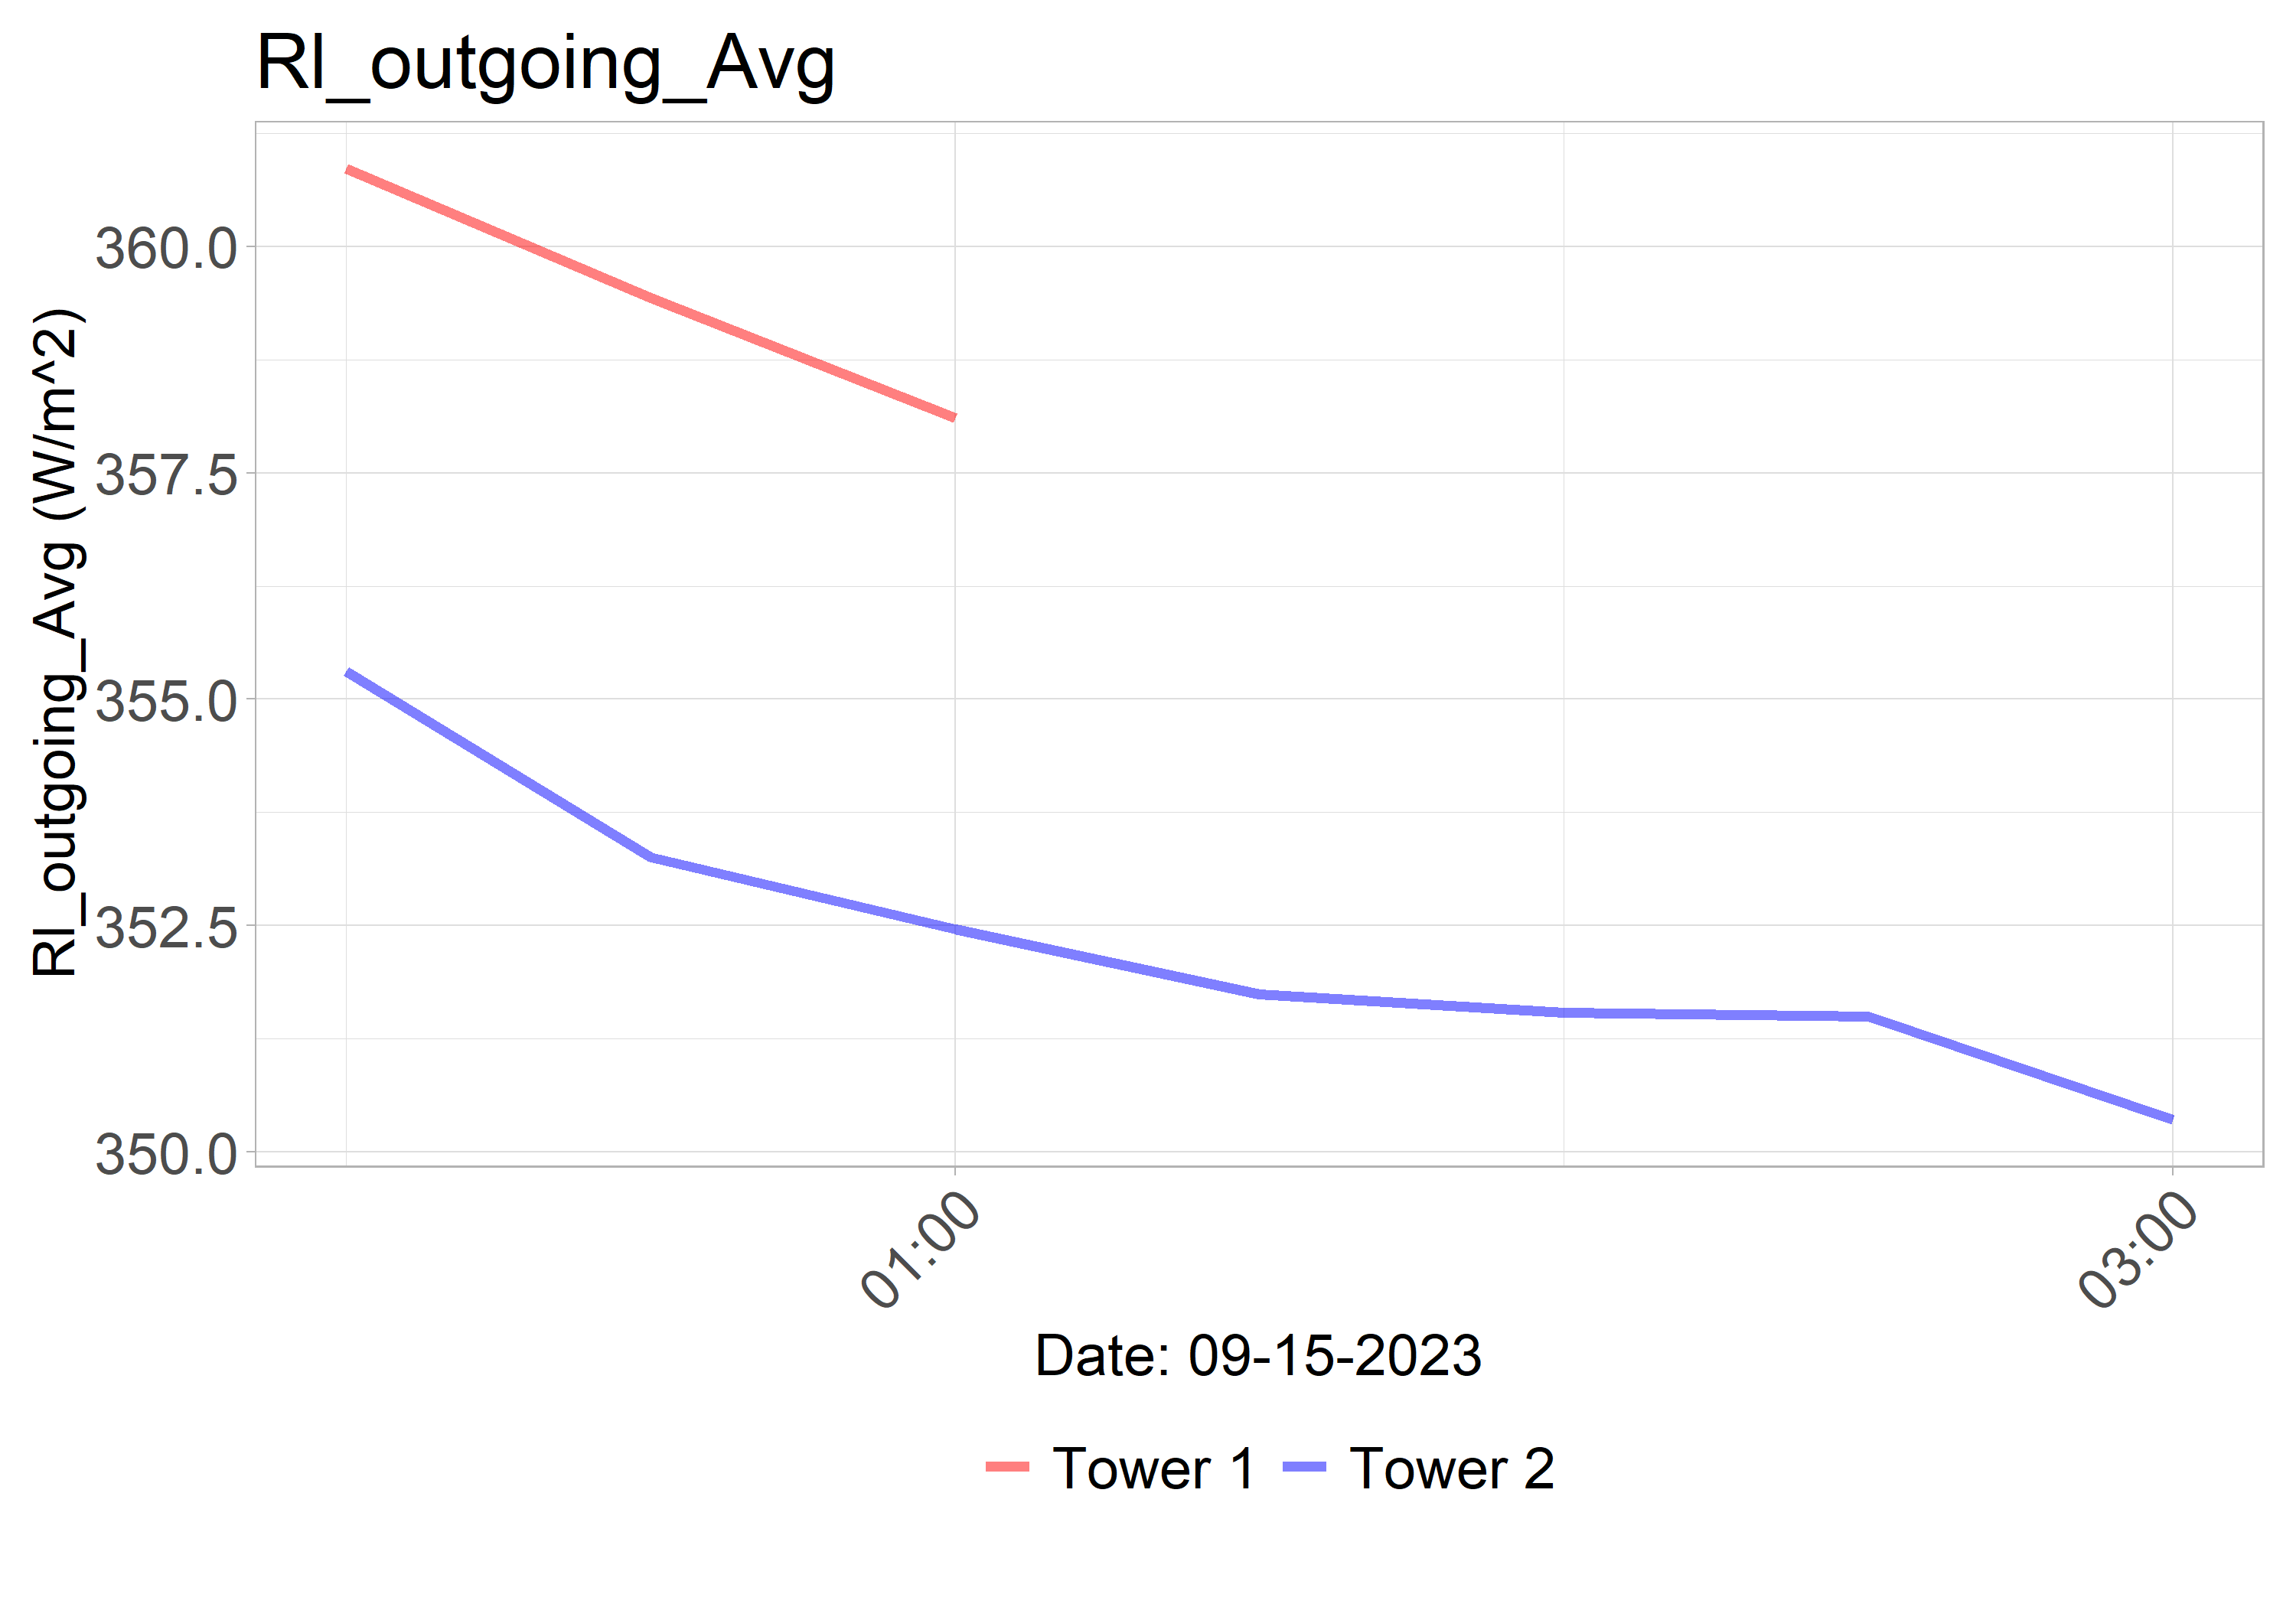 Rl_outgoing_Avg
Rl_outgoing_Avg (W/m^2)
360.0
357.5
355.0
352.5
350.0
01:00
03:00
Date: 09-15-2023
Tower 1
Tower 2